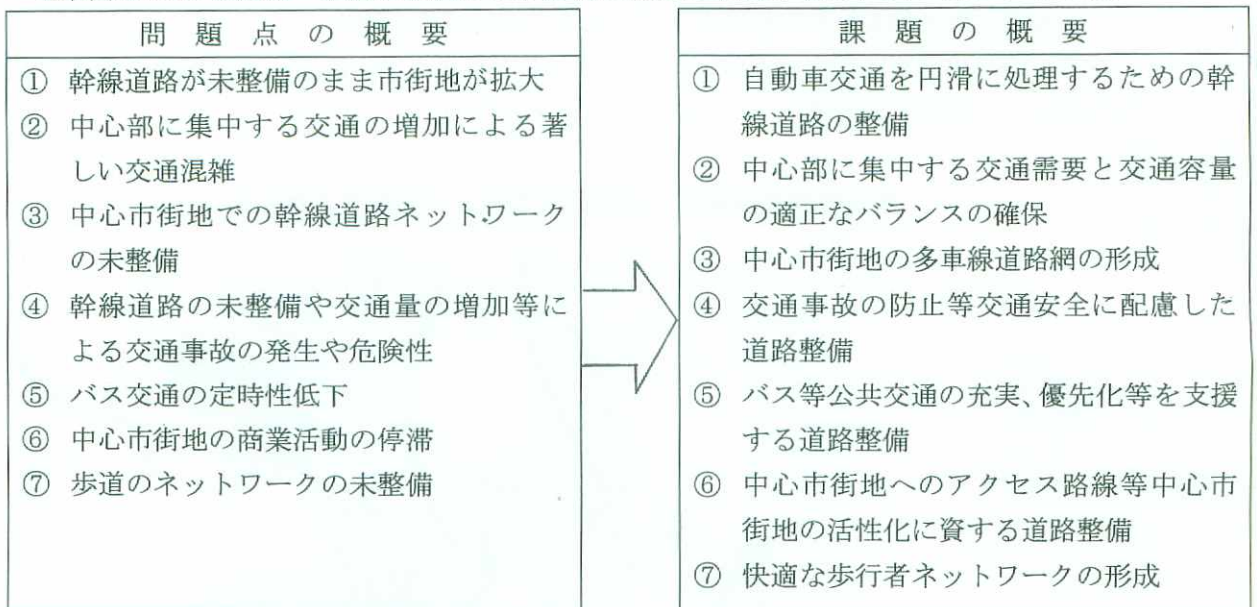 問題点の概要
① 幹線道路が未整備のまま市街地が拡大
② 中心部に集中する交通の増加による著
しい交通混雑
③ 中心市街地での幹線道路ネットワーク
の未整備
④ 幹線道路の未整備や交通量の増加等に
よる交通事故の発生や危険性
⑤ バス交通の定時性低下
⑥ 中心市街地の商業活動の停滞
⑦ 歩道のネットワークの未整備
課題の概要
① 自動車交通を円滑に処理するための幹
線道路の整備
② 中心部に集中する交通需要と交通容量
の適正なバランスの確保
③ 中心市街地の多車線道路網の形成
④ 交通事故の防止等交通安全に配慮した
道路整備
⑤ バス等公共交通の充実、優先化等を支援
する道路整備
⑥ 中心市街地へのアクセス路線等中心市
街地の活性化に資する道路整備
⑦ 快適な歩行者ネットワークの形成